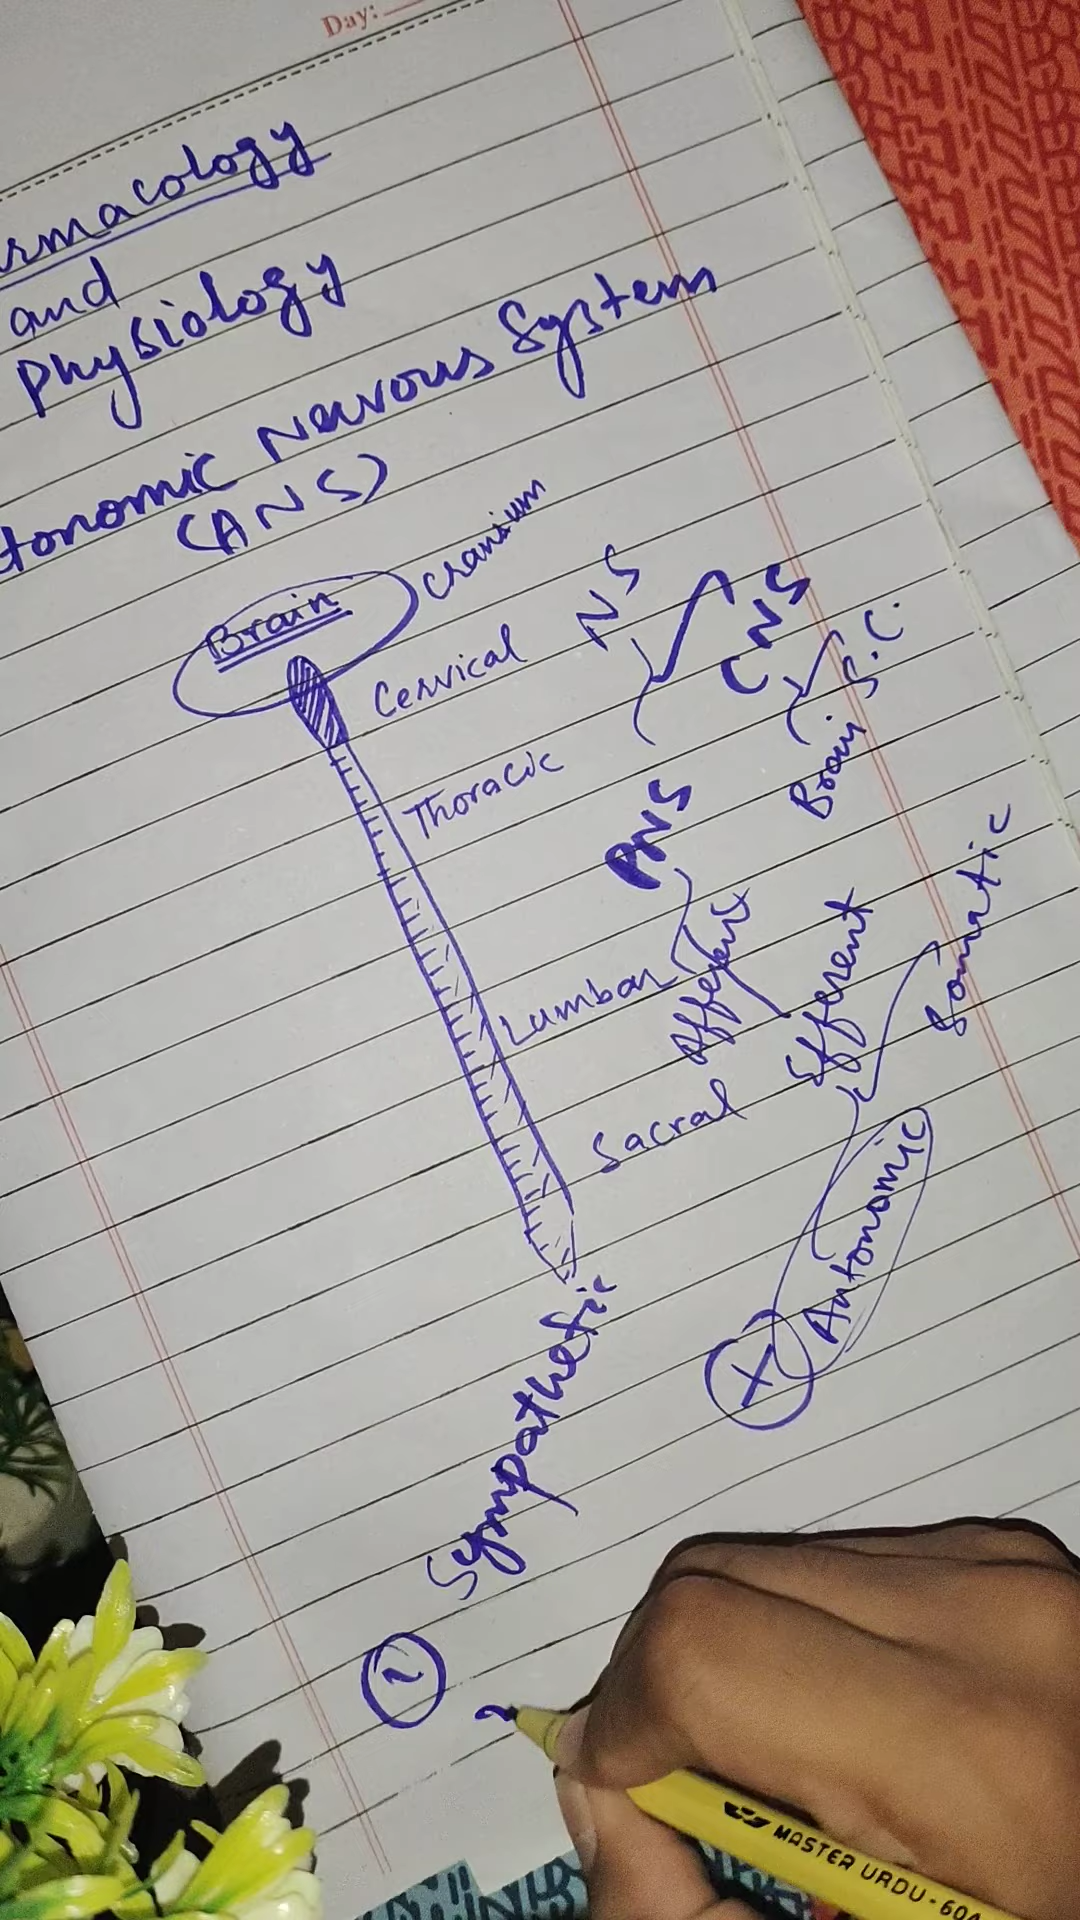 Day:
rmacology
and
Physiology
tonomic Nervous System
(ANS)
Brain
Cranium
Cervical
Thoracic
Lumbar
Sacral
NS
CNS
Brain
S.C.
PNS
Afferent
Efferent
Somatic
Autonomic
Sympathetic
MASTER URDU-60